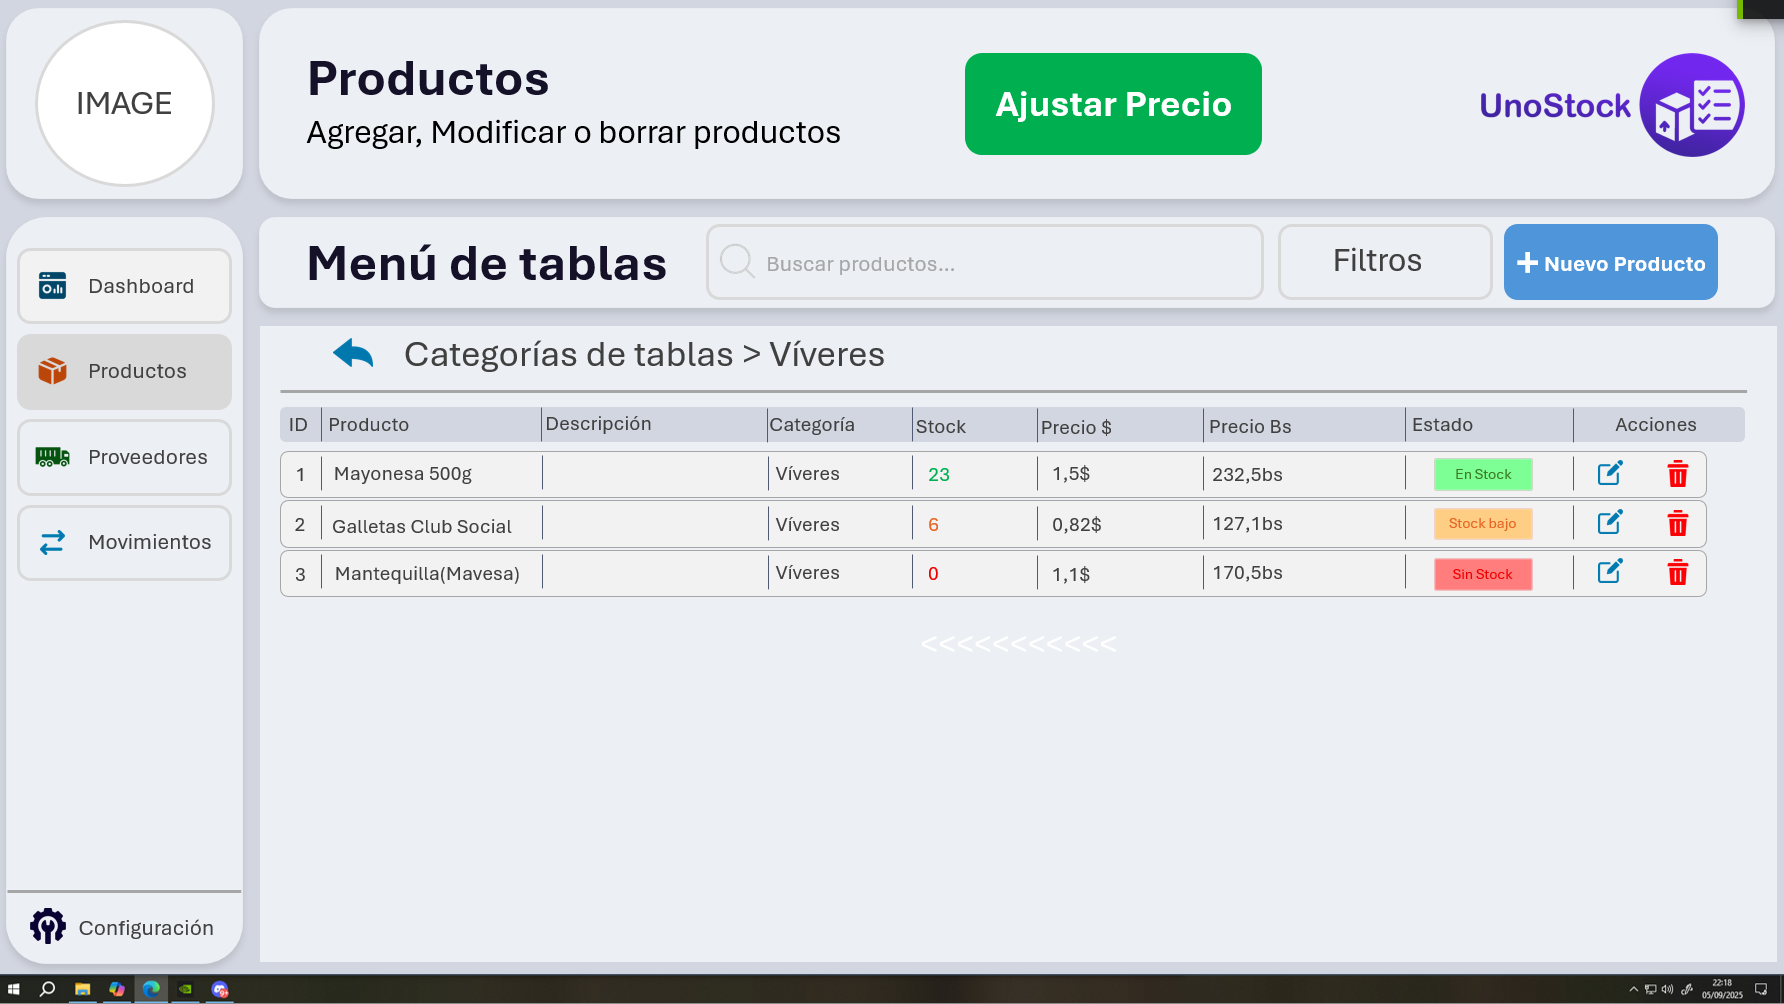 IMAGE
Productos
Agregar, Modificar o borrar productos
Ajustar Precio
UnoStock
Menú de tablas
Buscar productos...
Filtros
+ Nuevo Producto
Dashboard
Productos
Proveedores
Movimientos
Configuración
Categorías de tablas > Víveres
ID Producto Descripción Categoría Stock Precio $ Precio Bs Estado Acciones
1 Mayonesa 500g Víveres 23 1,5$ 232,5bs En Stock
2 Galletas Club Social Víveres 6 0,82$ 127,1bs Stock bajo
3 Mantequilla(Mavesa) Víveres 0 1,1$ 170,5bs Sin Stock
<<<<<<<<<<<
22:18
05/09/2025